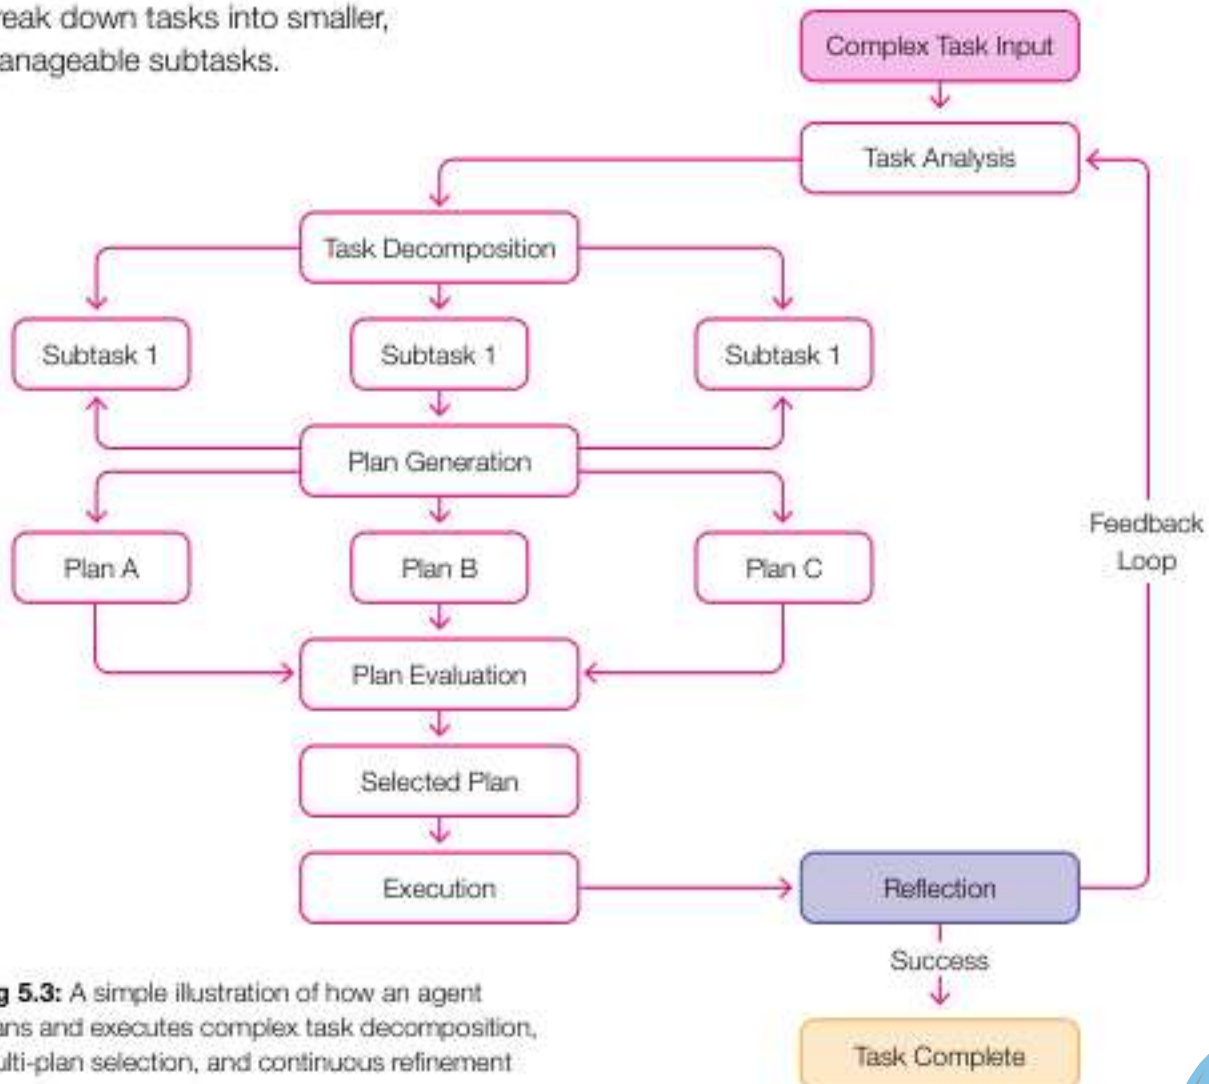 reak down tasks into smaller,
anageable subtasks.
Complex Task Input
Task Analysis
Task Decomposition
Subtask 1
Subtask 1
Subtask 1
Plan Generation
Plan A
Plan B
Plan C
Feedback
Loop
Plan Evaluation
Selected Plan
Execution
Reflection
Success
Task Complete
g 5.3: A simple illustration of how an agent
ans and executes complex task decomposition,
ulti-plan selection, and continuous refinement